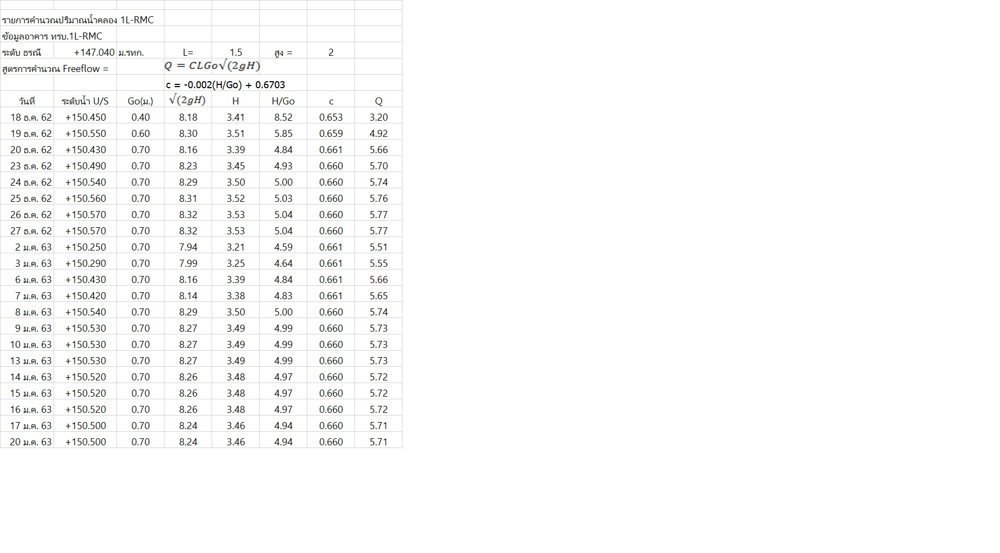 รายการคำนวณปริมาณน้ำคลอง 1L-RMC
ข้อมูลอาคาร ทรบ.1L-RMC
ระดับ ธรณี +147.040 ม.รทก. L= 1.5 สูง = 2
สูตรการคำนวณ Freeflow = Q = CLGo√(2gH)
c = -0.002(H/Go) + 0.6703
วันที่ ระดับน้ำ U/S Go(ม.) √(2gH) H H/Go c Q
18 ธ.ค. 62 +150.450 0.40 8.18 3.41 8.52 0.653 3.20
19 ธ.ค. 62 +150.550 0.60 8.30 3.51 5.85 0.659 4.92
20 ธ.ค. 62 +150.430 0.70 8.16 3.39 4.84 0.661 5.66
23 ธ.ค. 62 +150.490 0.70 8.23 3.45 4.93 0.660 5.70
24 ธ.ค. 62 +150.540 0.70 8.29 3.50 5.00 0.660 5.74
25 ธ.ค. 62 +150.560 0.70 8.31 3.52 5.03 0.660 5.76
26 ธ.ค. 62 +150.570 0.70 8.32 3.53 5.04 0.660 5.77
27 ธ.ค. 62 +150.570 0.70 8.32 3.53 5.04 0.660 5.77
2 ม.ค. 63 +150.250 0.70 7.94 3.21 4.59 0.661 5.51
3 ม.ค. 63 +150.290 0.70 7.99 3.25 4.64 0.661 5.55
6 ม.ค. 63 +150.430 0.70 8.16 3.39 4.84 0.661 5.66
7 ม.ค. 63 +150.420 0.70 8.14 3.38 4.83 0.661 5.65
8 ม.ค. 63 +150.540 0.70 8.29 3.50 5.00 0.660 5.74
9 ม.ค. 63 +150.530 0.70 8.27 3.49 4.99 0.660 5.73
10 ม.ค. 63 +150.530 0.70 8.27 3.49 4.99 0.660 5.73
13 ม.ค. 63 +150.530 0.70 8.27 3.49 4.99 0.660 5.73
14 ม.ค. 63 +150.520 0.70 8.26 3.48 4.97 0.660 5.72
15 ม.ค. 63 +150.520 0.70 8.26 3.48 4.97 0.660 5.72
16 ม.ค. 63 +150.520 0.70 8.26 3.48 4.97 0.660 5.72
17 ม.ค. 63 +150.500 0.70 8.24 3.46 4.94 0.660 5.71
20 ม.ค. 63 +150.500 0.70 8.24 3.46 4.94 0.660 5.71